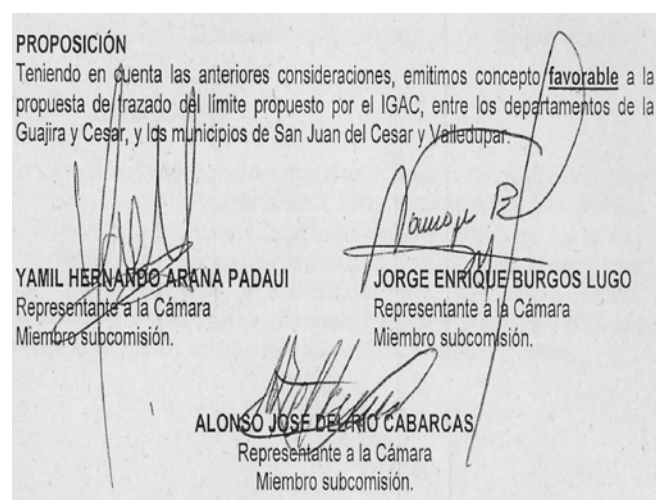 PROPOSICIÓN
Teniendo en cuenta las anteriores consideraciones, emitimos concepto favorable a la
propuesta de trazado del límite propuesto por el IGAC, entre los departamentos de la
Guajira y Cesar, y los municipios de San Juan del Cesar y Valledupar.
YAMIL HERNANDO ARANA PADAUI JORGE ENRIQUE BURGOS LUGO
Representante a la Cámara Representante a la Cámara
Miembro subcomisión. Miembro subcomisión.
ALONSO JOSE DEL RIO CABARCAS
Representante a la Cámara
Miembro subcomisión.